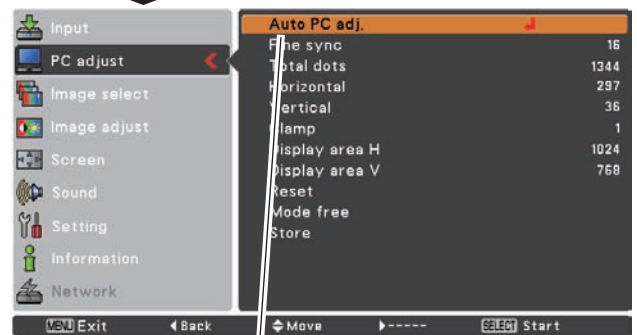 Input
PC adjust
Image select
Image adjust
Screen
Sound
Setting
Information
Network
Auto PC adj.
Fine sync 16
Total dots 1344
Horizontal 297
Vertical 36
Clamp 1
Display area H 1024
Display area V 768
Reset
Mode free
Store
MENU Exit ◀Back Move ▶----- SELECT Start